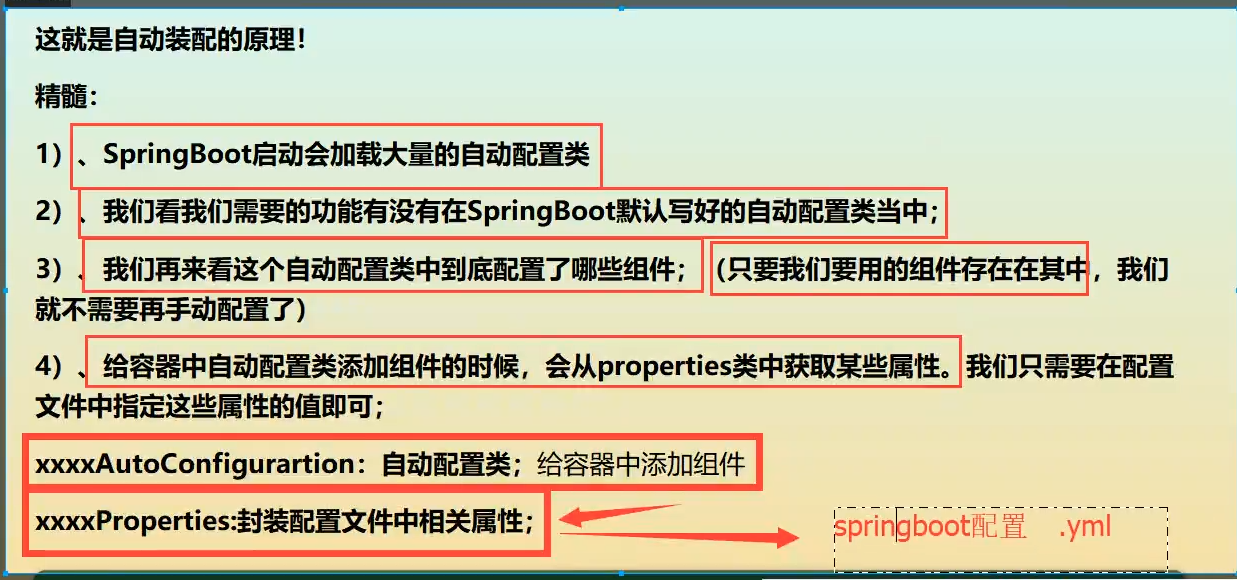 这就是自动装配的原理！
精髓：
1）、SpringBoot启动会加载大量的自动配置类
2）、我们看我们需要的功能有没有在SpringBoot默认写好的自动配置类当中；
3）、我们再来看这个自动配置类中到底配置了哪些组件；（只要我们要用的组件存在在其中，我们
就不需要再手动配置了）
4）、给容器中自动配置类添加组件的时候，会从properties类中获取某些属性。我们只需要在配置
文件中指定这些属性的值即可；
xxxxAutoConfigurartion：自动配置类；给容器中添加组件
xxxxProperties:封装配置文件中相关属性；
springboot配置 .yml